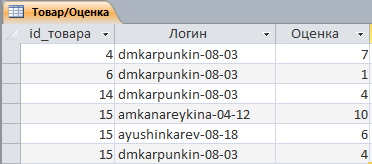 Товар/Оценка
id_товара Логин Оценка
4 dmkarpunkin-08-03 7
6 dmkarpunkin-08-03 1
14 dmkarpunkin-08-03 4
15 amkanareykina-04-12 10
15 ayushinkarev-08-18 6
15 dmkarpunkin-08-03 4